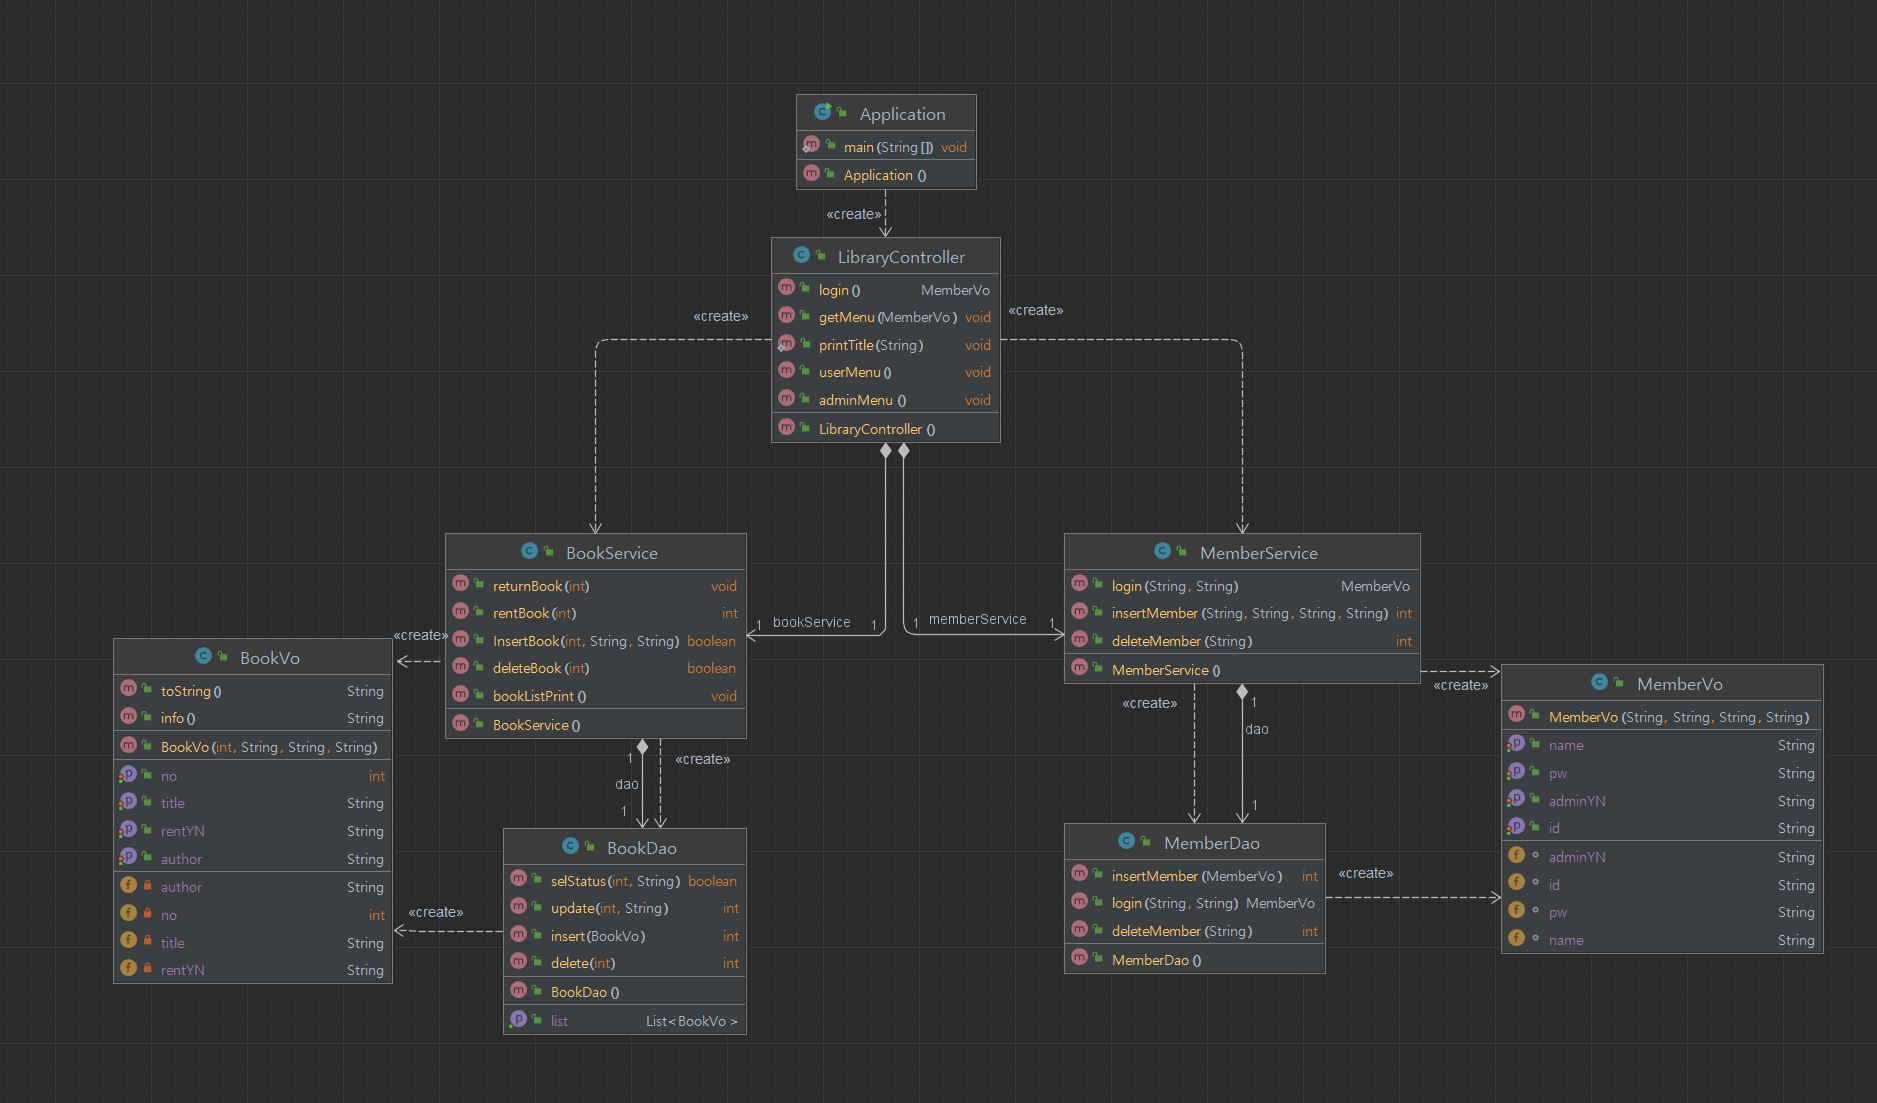 Application
main(String[]) void
Application()
«create»
LibraryController
login() MemberVo
getMenu(MemberVo) void
printTitle(String) void
userMenu() void
adminMenu() void
LibraryController()
«create»
«create»
BookService
returnBook(int) void
rentBook(int) int
InsertBook(int, String, String) boolean
deleteBook(int) boolean
bookListPrint() void
BookService()
1 bookService 1
1 memberService 1
MemberService
login(String, String) MemberVo
insertMember(String, String, String, String) int
deleteMember(String) int
MemberService()
«create»
BookVo
toString() String
info() String
BookVo(int, String, String, String)
no int
title String
rentYN String
author String
author String
no int
title String
rentYN String
1
dao
1
«create»
«create»
1
dao
1
«create»
MemberVo
MemberVo(String, String, String, String)
name String
pw String
adminYN String
id String
adminYN String
id String
pw String
name String
BookDao
selStatus(int, String) boolean
update(int, String) int
insert(BookVo) int
delete(int) int
BookDao()
list List<BookVo>
«create»
MemberDao
insertMember(MemberVo) int
login(String, String) MemberVo
deleteMember(String) int
MemberDao()
«create»